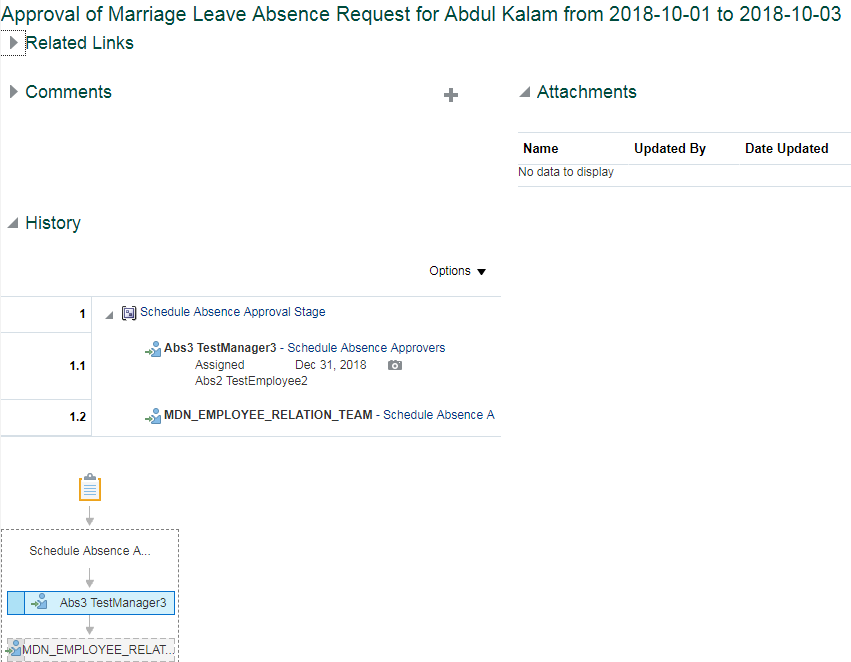 Approval of Marriage Leave Absence Request for Abdul Kalam from 2018-10-01 to 2018-10-03
Related Links
Comments
Attachments
Name Updated By Date Updated
No data to display
History
Options
1 Schedule Absence Approval Stage
1.1 Abs3 TestManager3 - Schedule Absence Approvers
Assigned Dec 31, 2018
Abs2 TestEmployee2
1.2 MDN_EMPLOYEE_RELATION_TEAM - Schedule Absence A
Schedule Absence A...
Abs3 TestManager3
MDN_EMPLOYEE_RELAT...